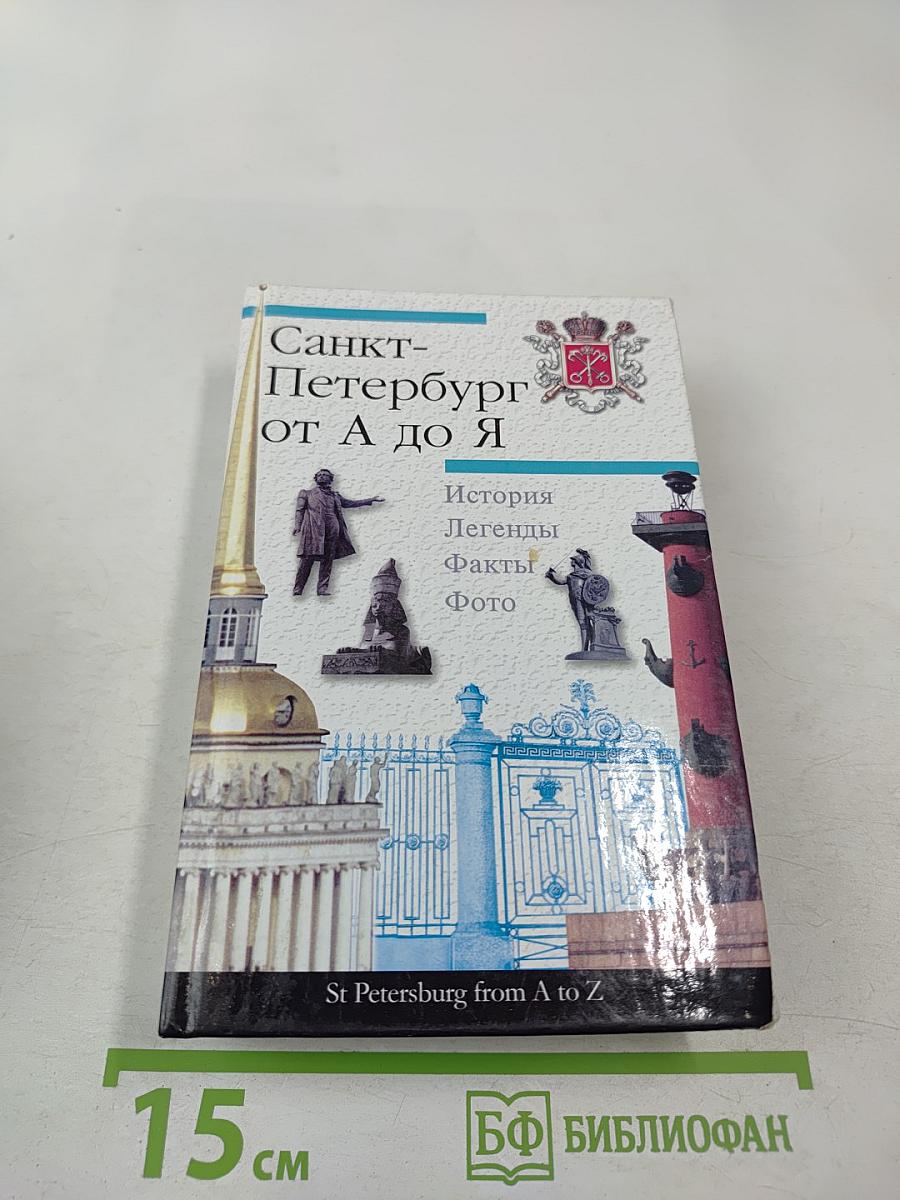 Санкт-
Петербург
от А до Я
История
Легенды
Факты
Фото
St Petersburg from A to Z
15 см
БФ БИБЛИОФАН